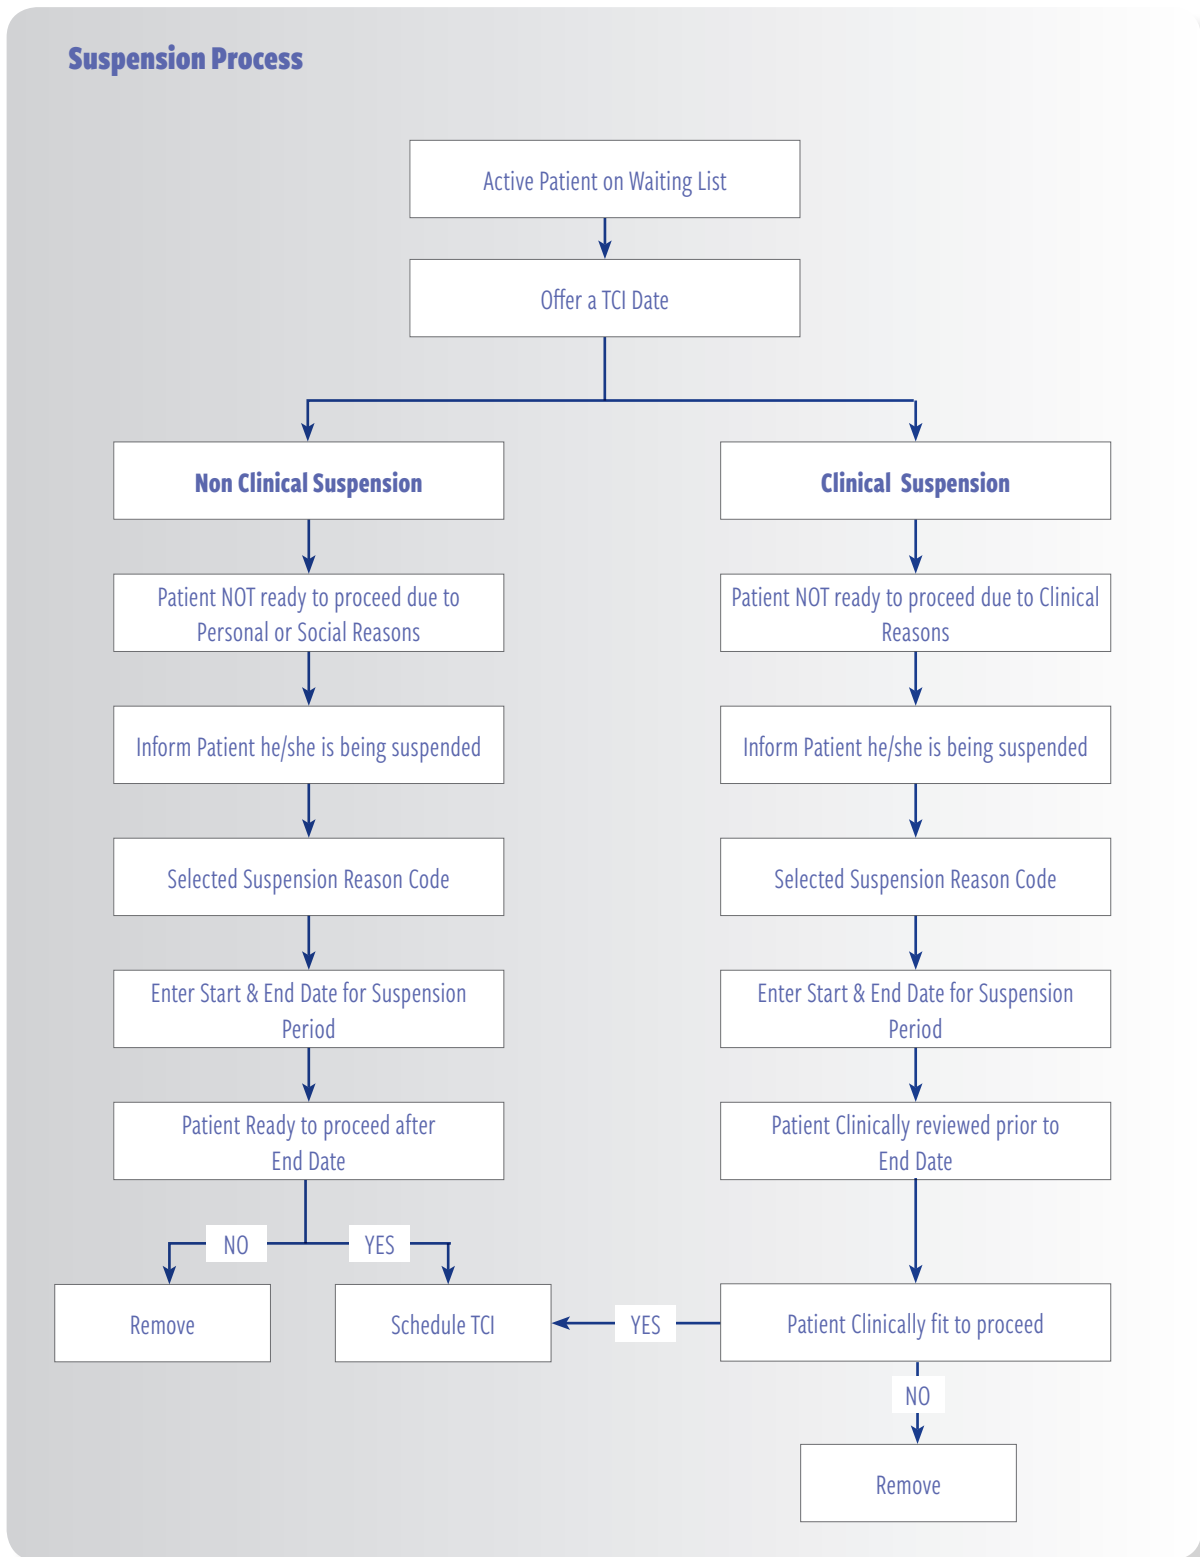 Suspension Process
Active Patient on Waiting List
Offer a TCI Date
Non Clinical Suspension
Clinical Suspension
Patient NOT ready to proceed due to
Personal or Social Reasons
Patient NOT ready to proceed due to Clinical
Reasons
Inform Patient he/she is being suspended
Inform Patient he/she is being suspended
Selected Suspension Reason Code
Selected Suspension Reason Code
Enter Start & End Date for Suspension
Period
Enter Start & End Date for Suspension
Period
Patient Ready to proceed after
End Date
Patient Clinically reviewed prior to
End Date
NO
YES
Remove
Schedule TCI
YES
Patient Clinically fit to proceed
NO
Remove